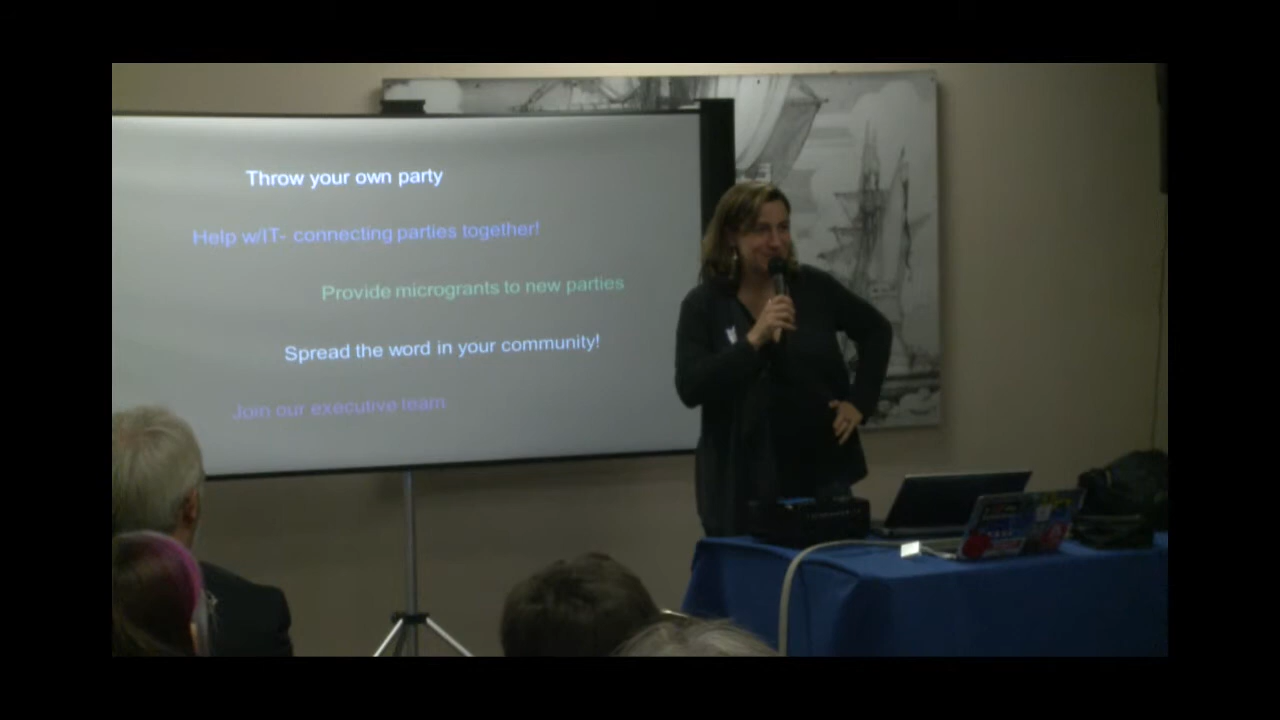 Throw your own party
Help w/IT- connecting parties together!
Provide microgrants to new parties
Spread the word in your community!
Join our executive team